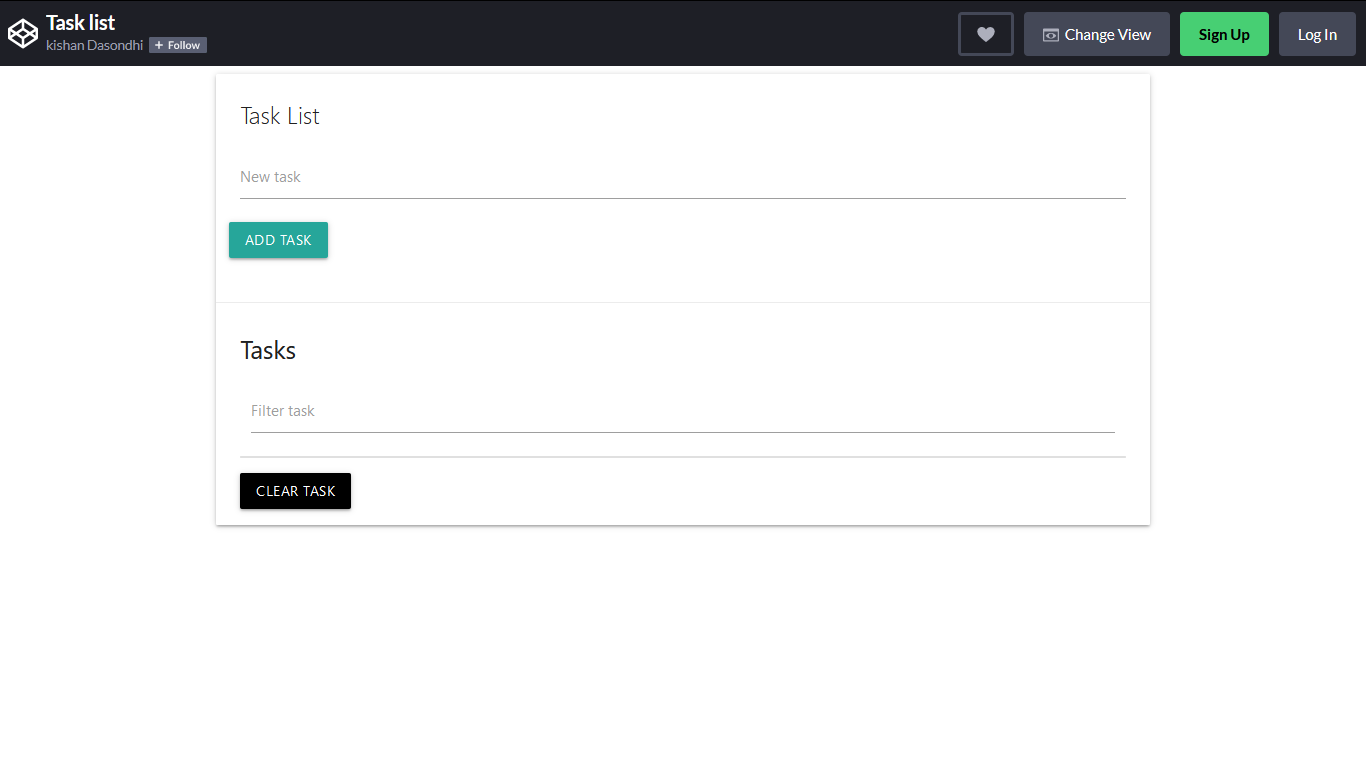 Task list
kishan Dasondhi + Follow
Change View
Sign Up
Log In
Task List
New task
ADD TASK
Tasks
Filter task
CLEAR TASK